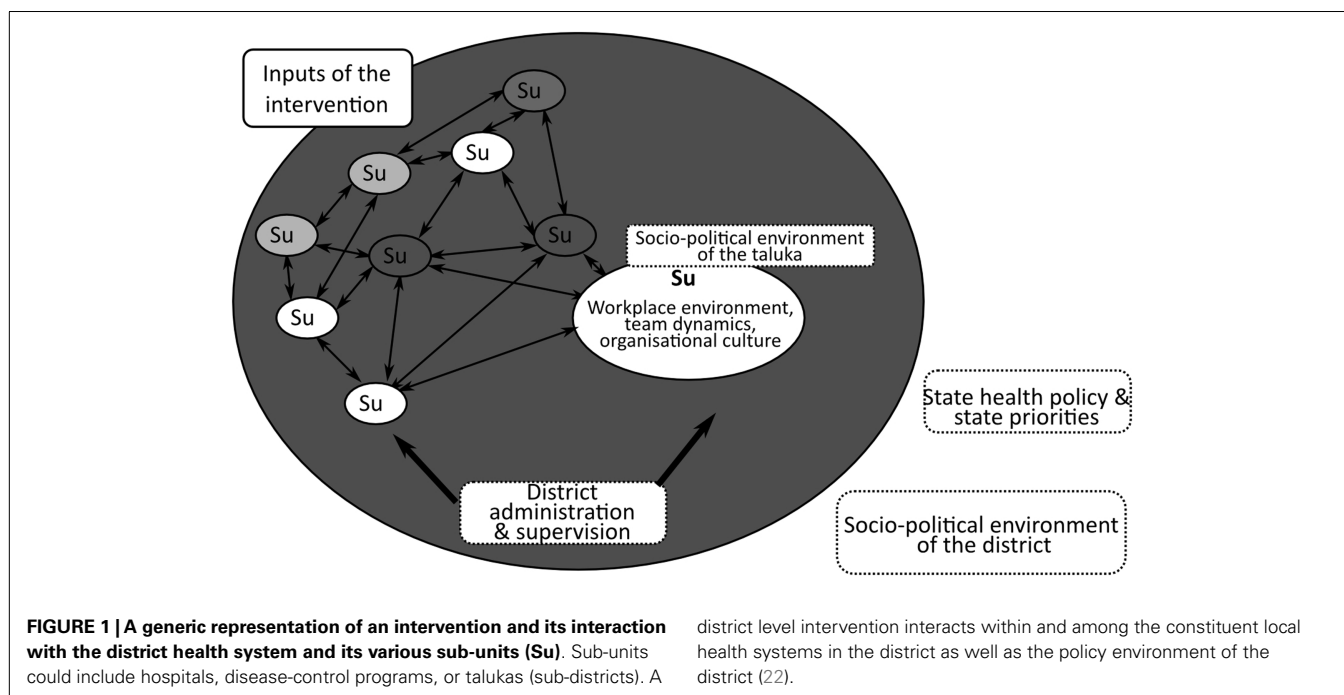 Inputs of the
intervention
Su
Su
Su
Su
Su
Su
Su
Su
Socio-political environment
of the taluka
Su
Workplace environment,
team dynamics,
organisational culture
State health policy &
state priorities
District
administration
& supervision
Socio-political environment
of the district
FIGURE 1 | A generic representation of an intervention and its interaction
with the district health system and its various sub-units (Su). Sub-units
could include hospitals, disease-control programs, or talukas (sub-districts). A
district level intervention interacts within and among the constituent local
health systems in the district as well as the policy environment of the
district (22).